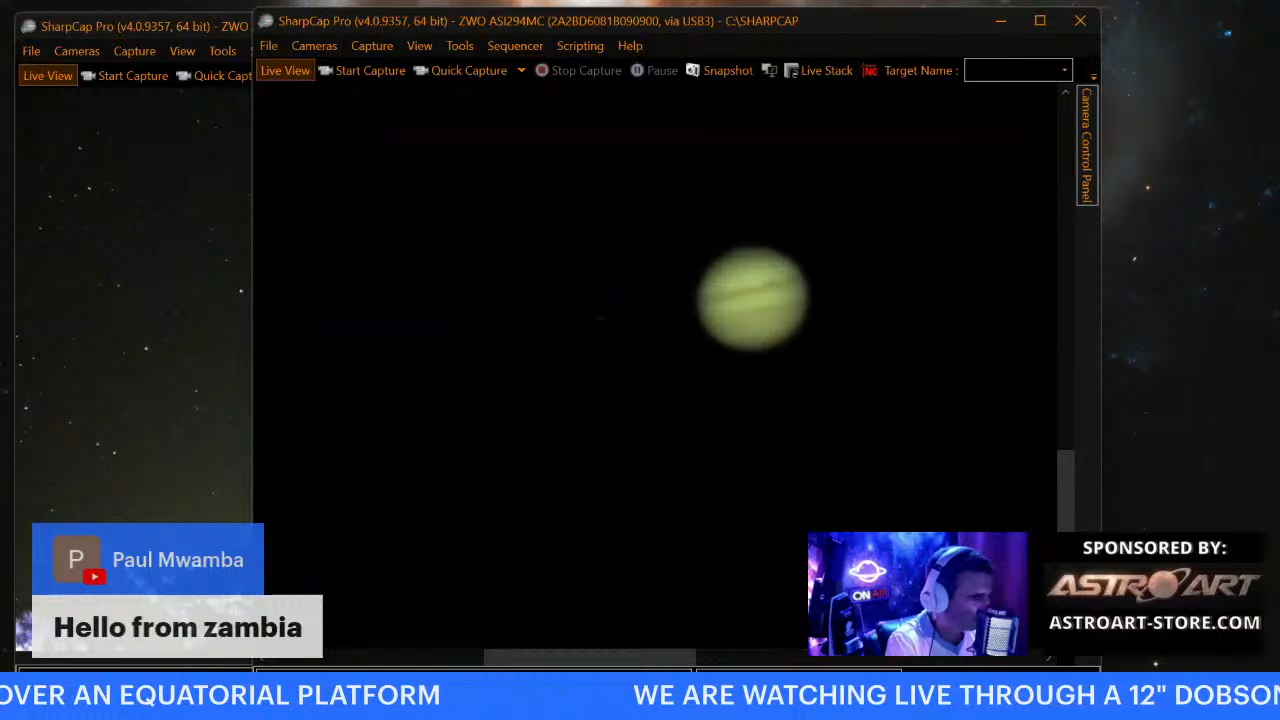 SharpCap Pro (v4.0.9357, 64 bit) - ZWO
File Cameras Capture View Tools
Live View Start Capture Quick Capt
SharpCap Pro (v4.0.9357, 64 bit) - ZWO ASI294MC (2A2BD6081B090900, via USB3) - C:\SHARPCAP
File Cameras Capture View Tools Sequencer Scripting Help
Live View Start Capture Quick Capture Stop Capture Pause Snapshot Live Stack NC Target Name :
Camera Control Panel
P Paul Mwamba
Hello from zambia
ON AIR
SPONSORED BY:
ASTROART
ASTROART-STORE.COM
OVER AN EQUATORIAL PLATFORM WE ARE WATCHING LIVE THROUGH A 12" DOBSON